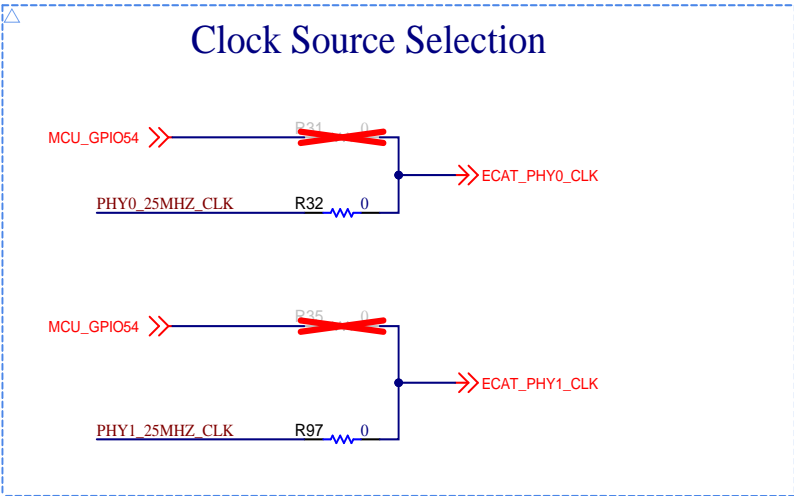 Clock Source Selection
R31 0
MCU_GPIO54
ECAT_PHY0_CLK
PHY0_25MHZ_CLK R32 0
R35 0
MCU_GPIO54
ECAT_PHY1_CLK
PHY1_25MHZ_CLK R97 0